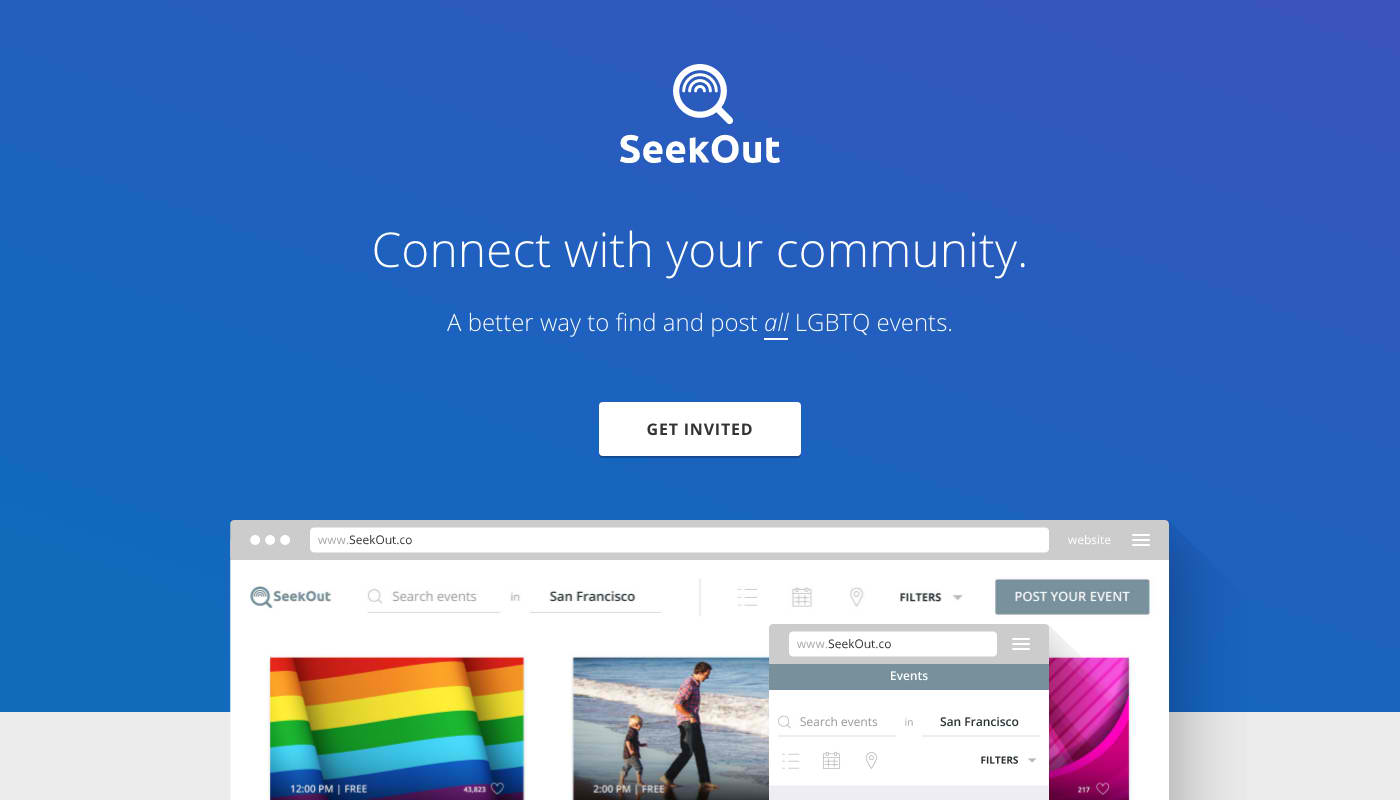 SeekOut
Connect with your community.
A better way to find and post all LGBTQ events.
GET INVITED
www.SeekOut.co
website
SeekOut
Search events
in
San Francisco
FILTERS
POST YOUR EVENT
www.SeekOut.co
Events
Search events
in
San Francisco
FILTERS
12:00 PM | FREE
43,823
2:00 PM | FREE
217